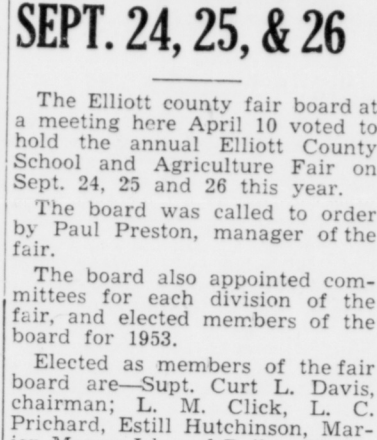 SEPT. 24, 25, & 26
The Elliott county fair board at
a meeting here April 10 voted to
hold the annual Elliott County
School and Agriculture Fair on
Sept. 24, 25 and 26 this year.
The board was called to order
by Paul Preston, manager of the
fair.
The board also appointed com-
mittees for each division of the
fair, and elected members of the
board for 1953.
Elected as members of the fair
board are—Supt. Curt L. Davis,
chairman; L. M. Click, L. C.
Prichard, Estill Hutchinson, Mar-